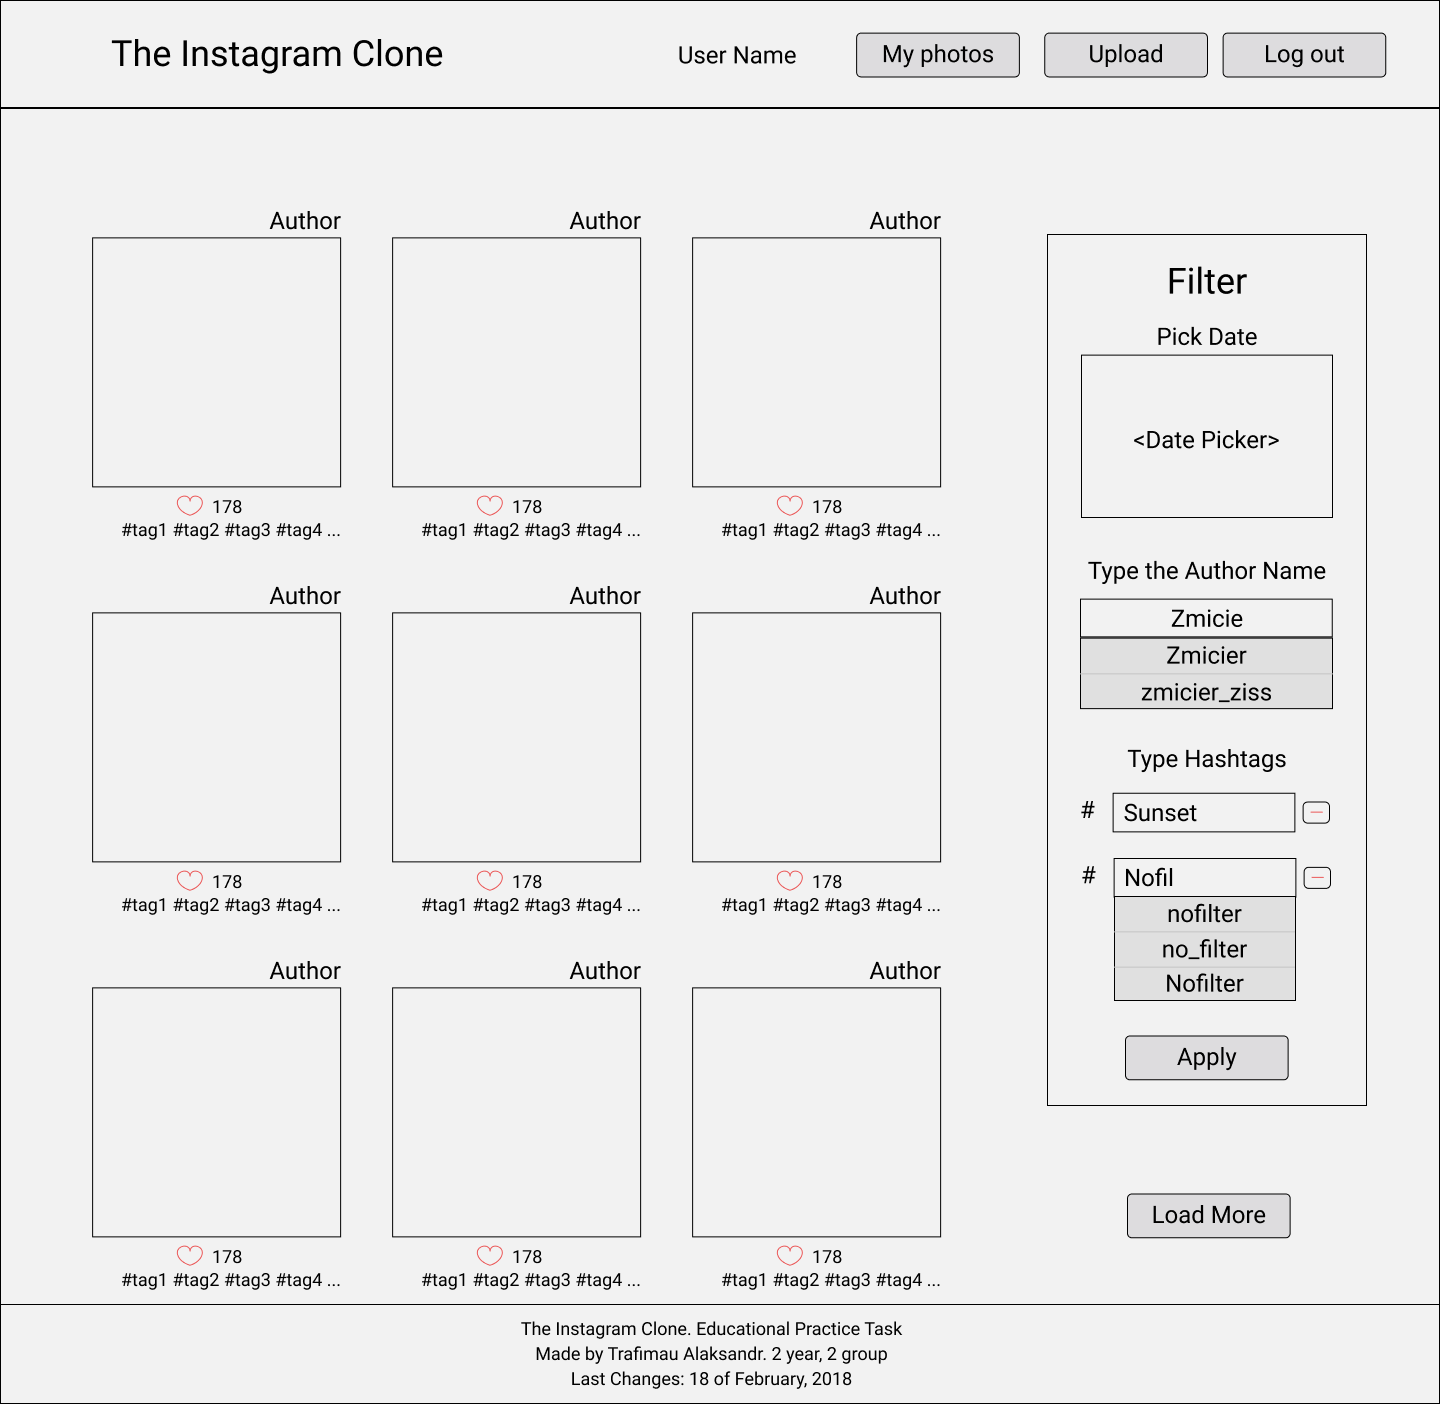 The Instagram Clone
User Name
My photos
Upload
Log out
Author
Author
Author
178
178
178
#tag1 #tag2 #tag3 #tag4 ...
#tag1 #tag2 #tag3 #tag4 ...
#tag1 #tag2 #tag3 #tag4 ...
Author
Author
Author
178
178
178
#tag1 #tag2 #tag3 #tag4 ...
#tag1 #tag2 #tag3 #tag4 ...
#tag1 #tag2 #tag3 #tag4 ...
Author
Author
Author
178
178
178
#tag1 #tag2 #tag3 #tag4 ...
#tag1 #tag2 #tag3 #tag4 ...
#tag1 #tag2 #tag3 #tag4 ...
Filter
Pick Date
<Date Picker>
Type the Author Name
Zmicie
Zmicier
zmicier_ziss
Type Hashtags
# Sunset
# Nofil
nofilter
no_filter
Nofilter
Apply
Load More
The Instagram Clone. Educational Practice Task
Made by Trafimau Alaksandr. 2 year, 2 group
Last Changes: 18 of February, 2018